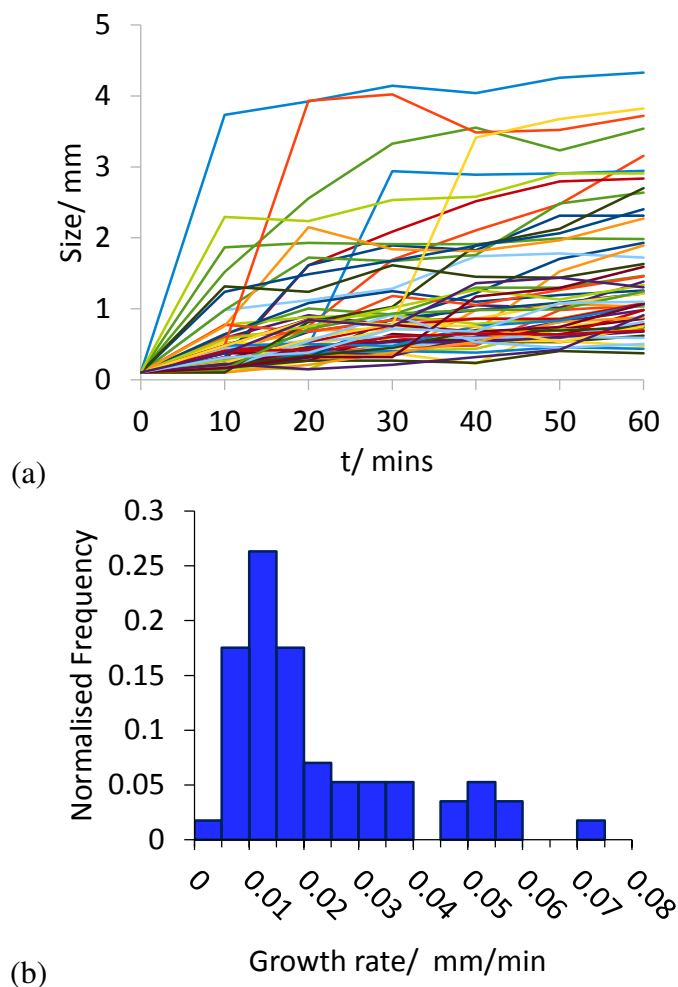 5
4
3
2
1
0
Size/ mm
0 10 20 30 40 50 60
t/ mins
(a)
0.3
0.25
0.2
0.15
0.1
0.05
0
Normalised Frequency
0 0.01 0.02 0.03 0.04 0.05 0.06 0.07 0.08
Growth rate/ mm/min
(b)